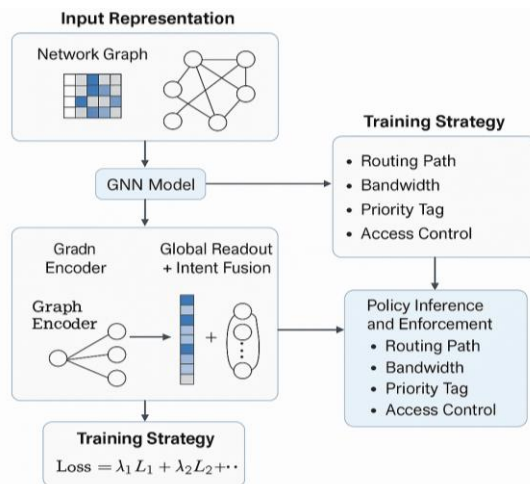 Input Representation
Network Graph
GNN Model
Training Strategy
• Routing Path
• Bandwidth
• Priority Tag
• Access Control
Gradn
Encoder
Global Readout
+ Intent Fusion
Graph
Encoder
+
Policy Inference
and Enforcement
• Routing Path
• Bandwidth
• Priority Tag
• Access Control
Training Strategy
Loss = λ₁ L₁ + λ₂ L₂ +··